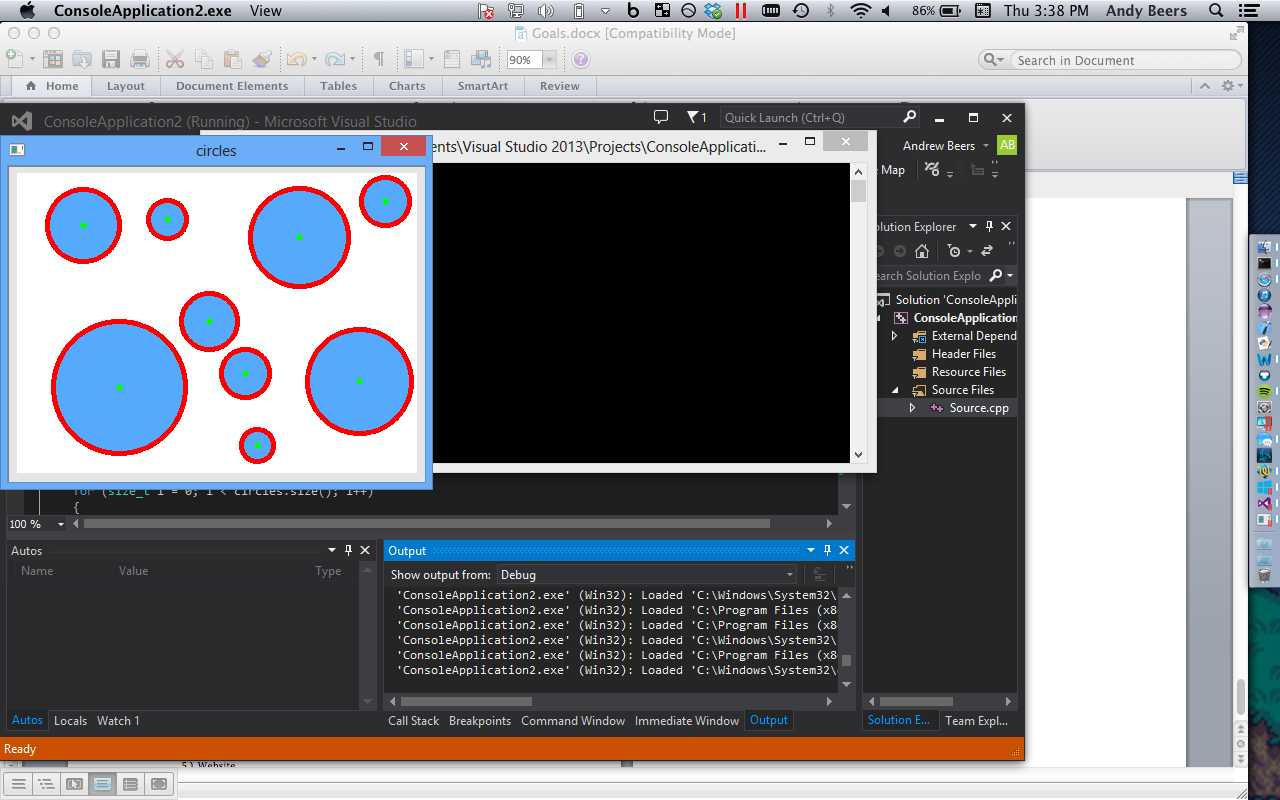 ConsoleApplication2.exe View 86% Thu 3:38 PM Andy Beers
Goals.docx [Compatibility Mode]
90% Search in Document
Home Layout Document Elements Tables Charts SmartArt Review
ConsoleApplication2 (Running) - Microsoft Visual Studio 1 Quick Launch (Ctrl+Q)
circles
ents\Visual Studio 2013\Projects\ConsoleApplicati...
Andrew Beers AB
Map
olution Explorer
earch Solution Explo
Solution 'ConsoleAppli
ConsoleApplication
External Depend
Header Files
Resource Files
Source Files
Source.cpp
for (size_t i = 0; i < circles.size(); i++)
{
100 %
Autos
Name Value Type
Output
Show output from: Debug
'ConsoleApplication2.exe' (Win32): Loaded 'C:\Windows\System32\
'ConsoleApplication2.exe' (Win32): Loaded 'C:\Program Files (x8
'ConsoleApplication2.exe' (Win32): Loaded 'C:\Program Files (x8
'ConsoleApplication2.exe' (Win32): Loaded 'C:\Windows\System32\
'ConsoleApplication2.exe' (Win32): Loaded 'C:\Program Files (x8
'ConsoleApplication2.exe' (Win32): Loaded 'C:\Windows\System32\
Autos Locals Watch 1
Call Stack Breakpoints Command Window Immediate Window Output
Solution E... Team Expl...
Ready
5.) Website